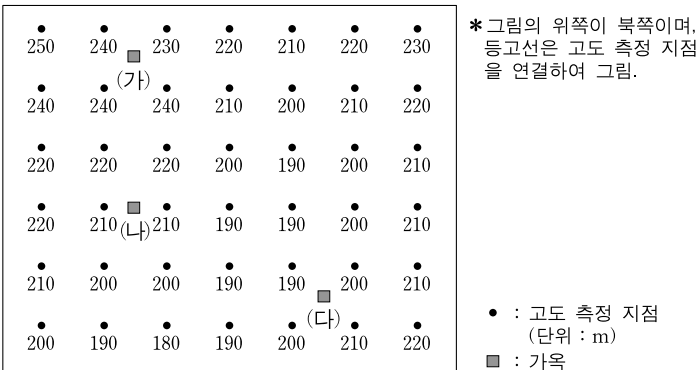 250 240 230 220 210 220 230
(가)
240 240 240 210 200 210 220
220 220 220 200 190 200 210
220 210 (나) 210 190 190 200 210
210 200 200 190 190 200 210
(다)
200 190 180 190 200 210 220
* 그림의 위쪽이 북쪽이며,
등고선은 고도 측정 지점
을 연결하여 그림.
● : 고도 측정 지점
(단위 : m)
■ : 가옥